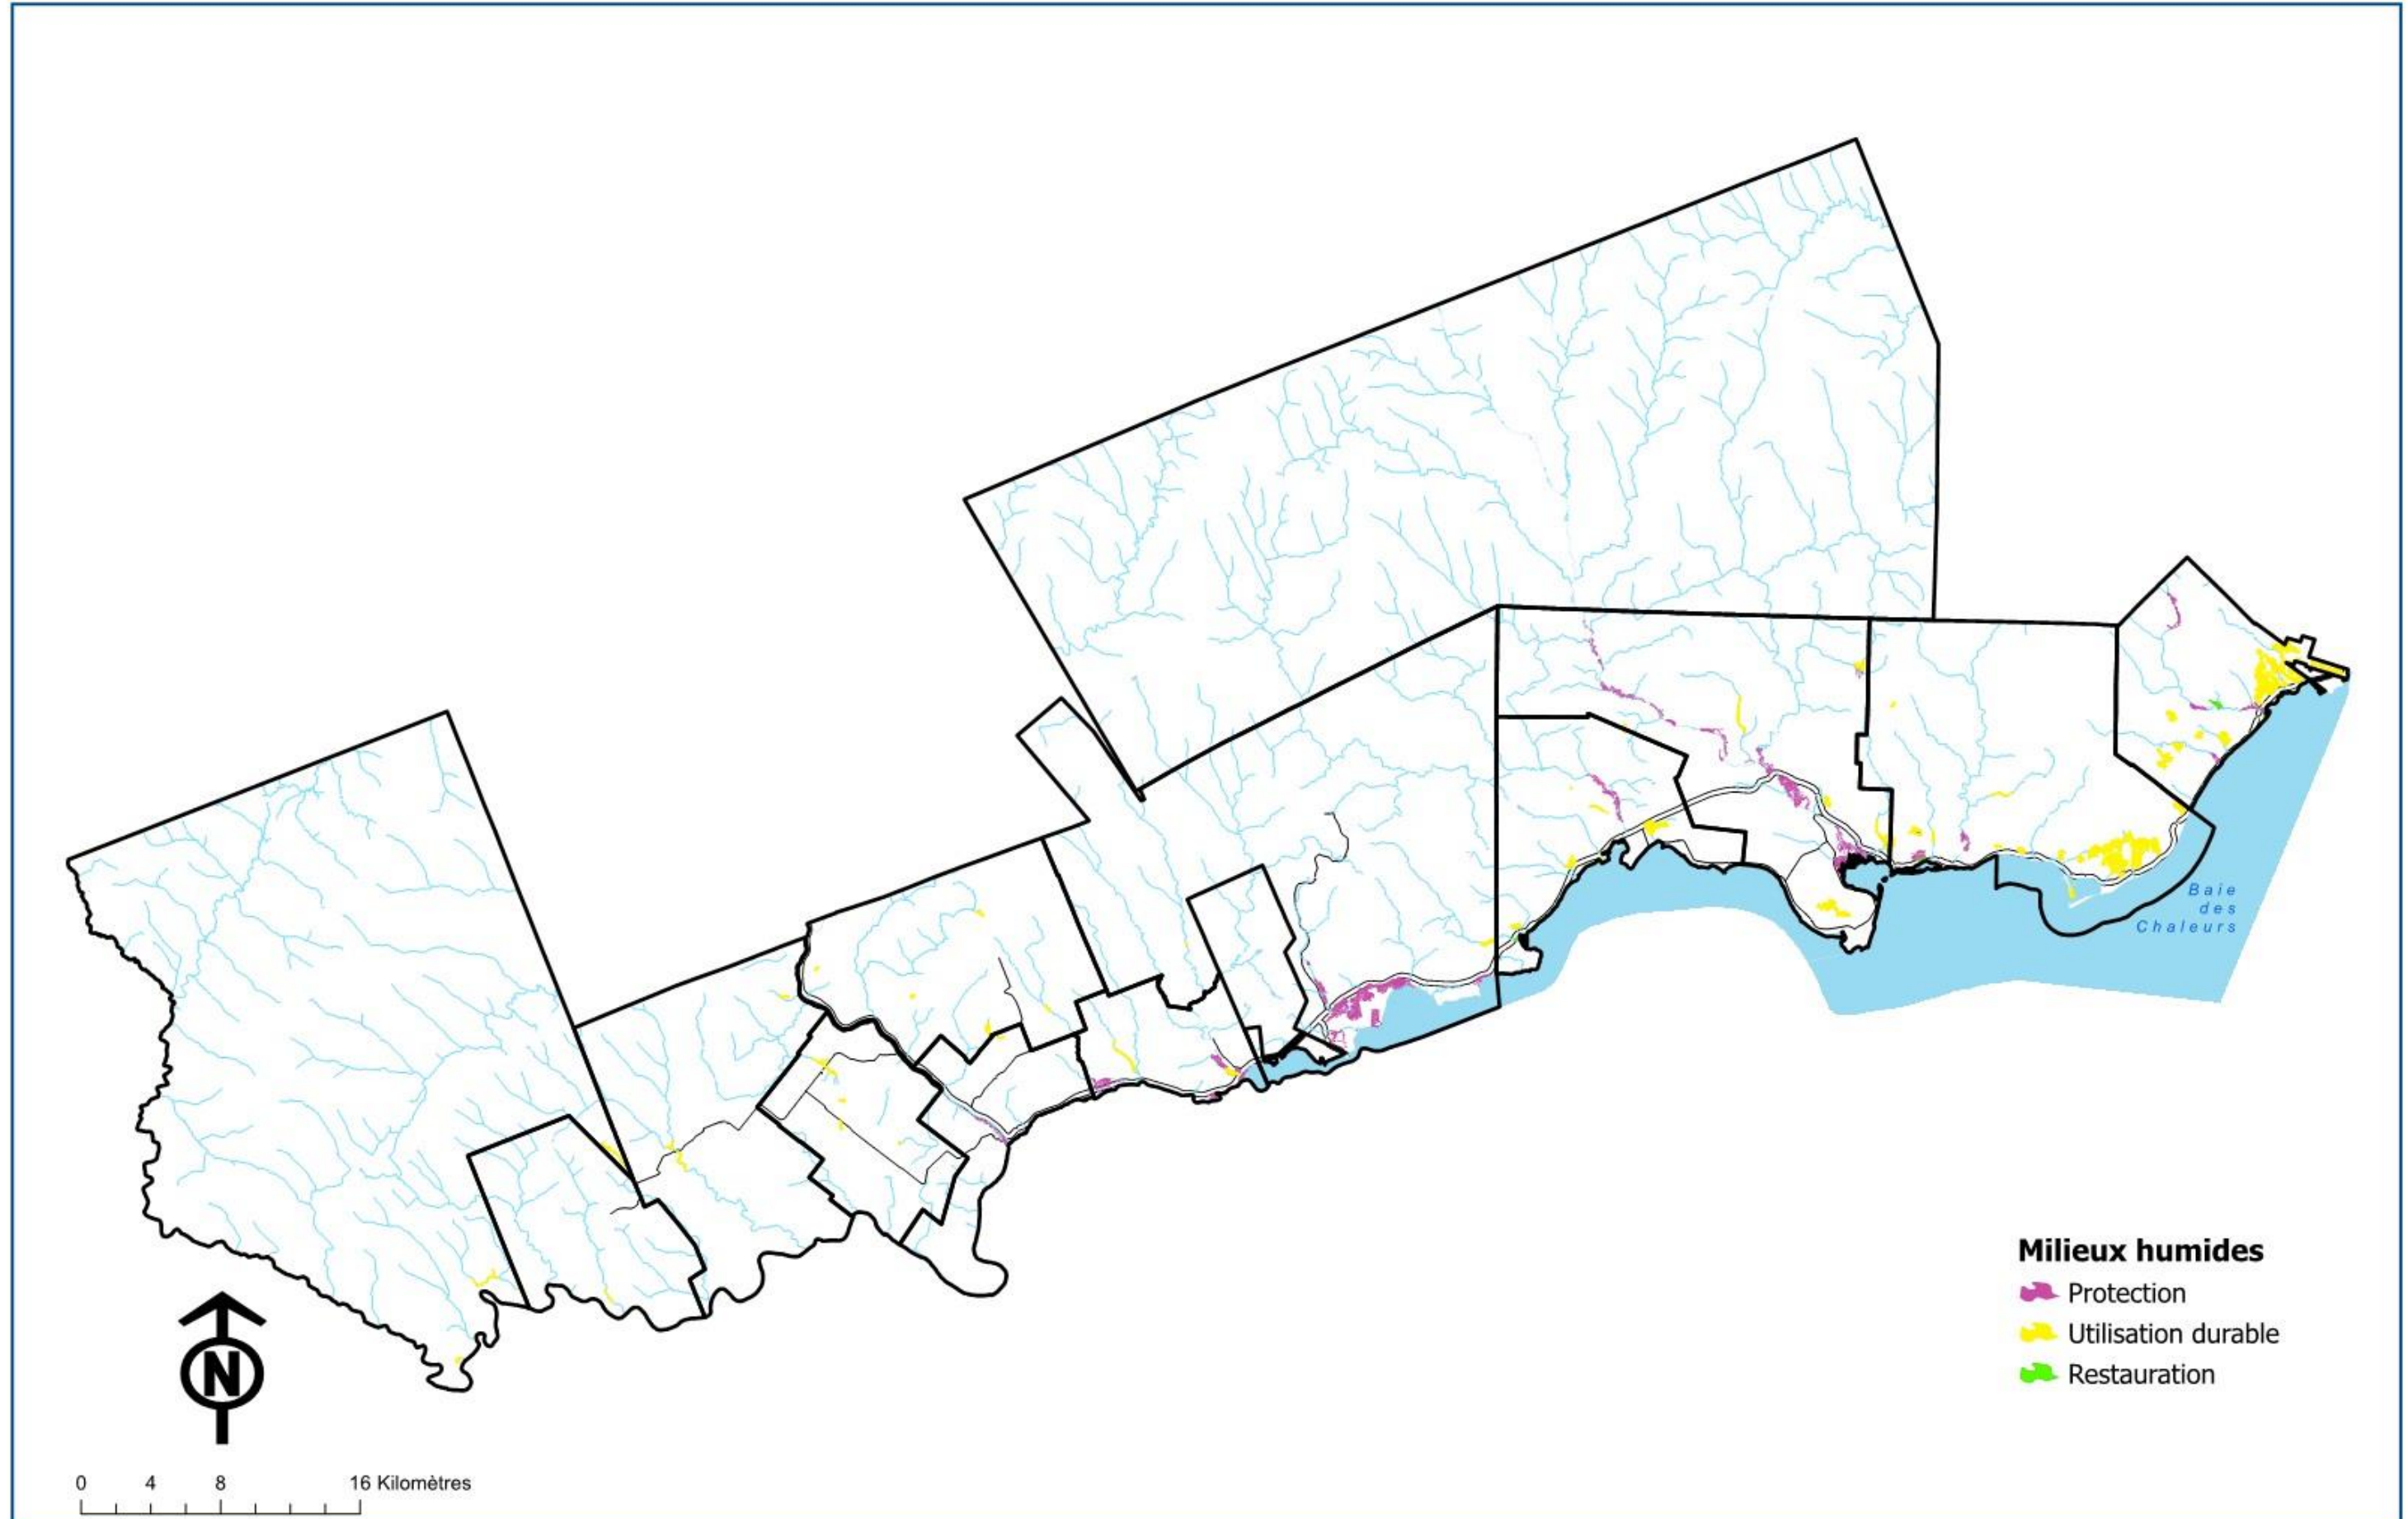 Baie
des
Chaleurs
Milieux humides
Protection
Utilisation durable
Restauration
N
0 4 8 16 Kilomètres